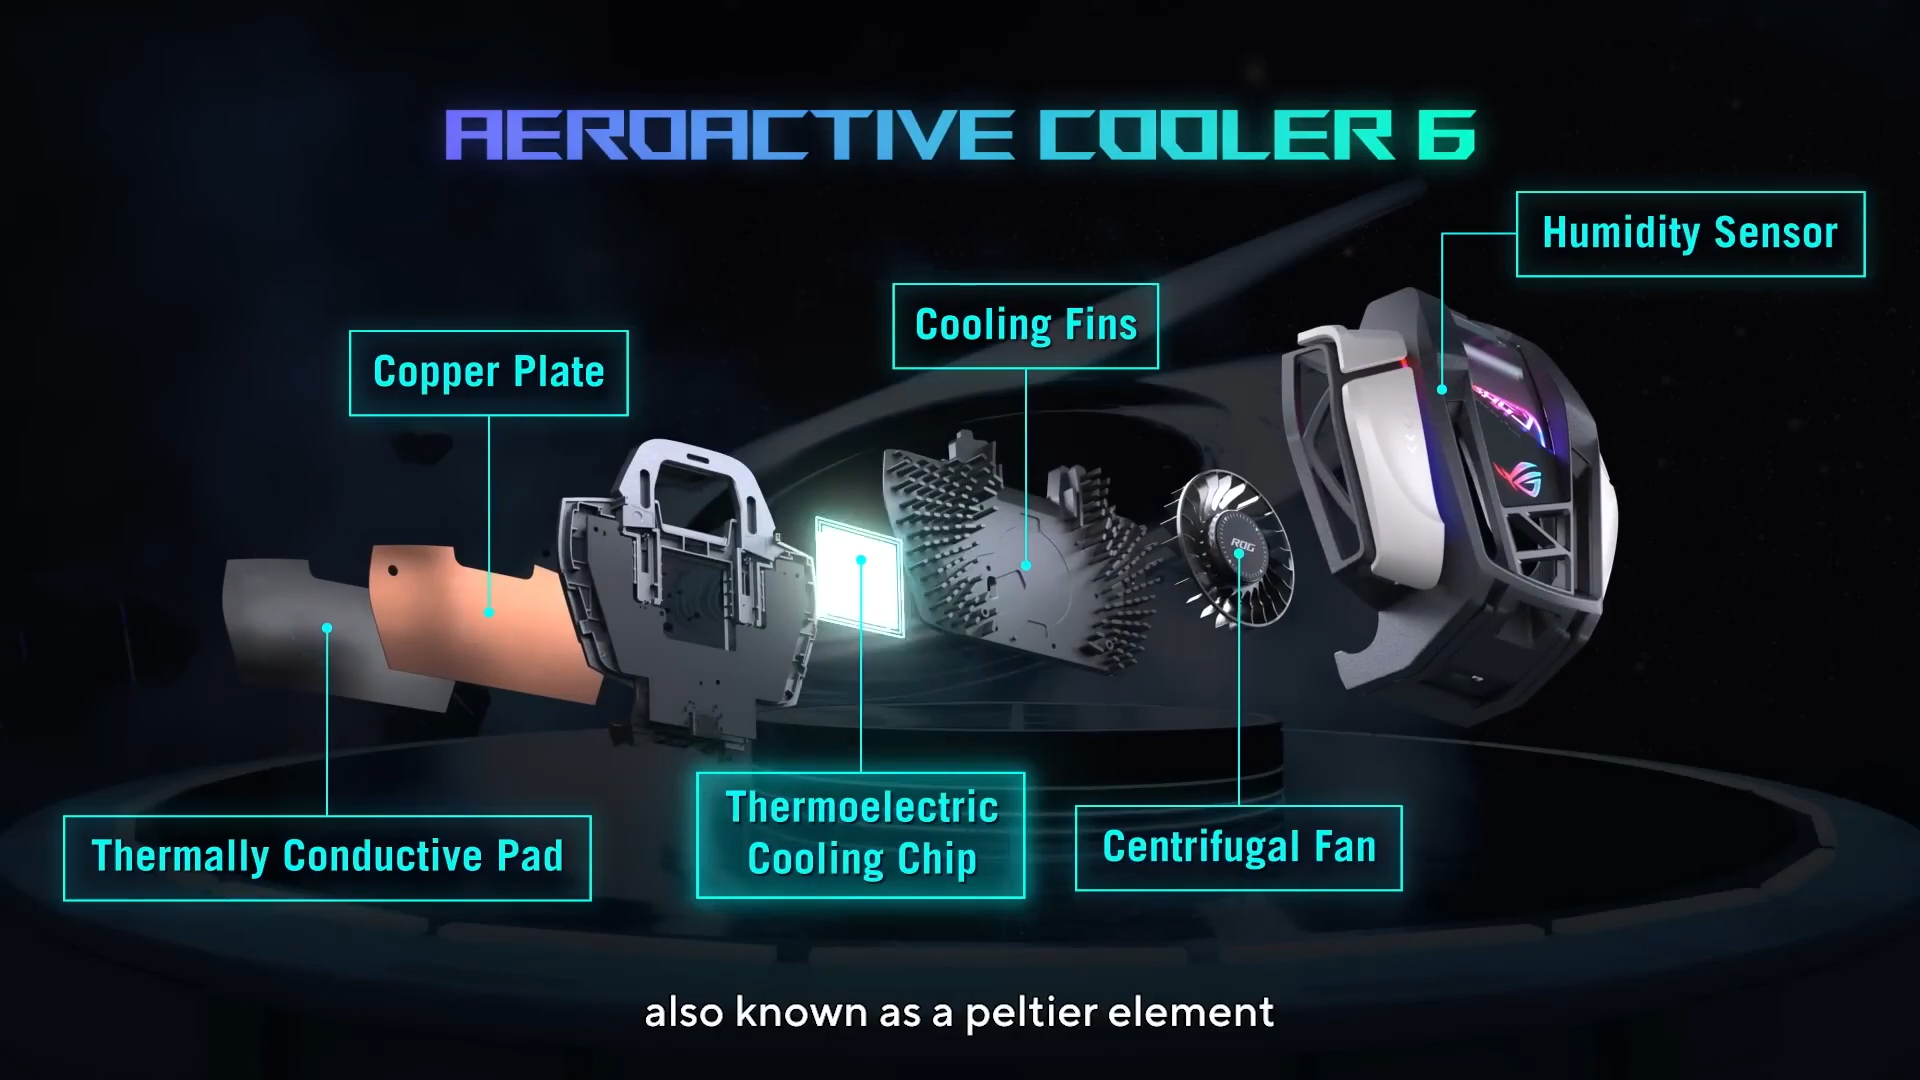 AEROACTIVE COOLER 6
Humidity Sensor
Cooling Fins
Copper Plate
ROG
Thermoelectric
Cooling Chip
Centrifugal Fan
Thermally Conductive Pad
also known as a peltier element